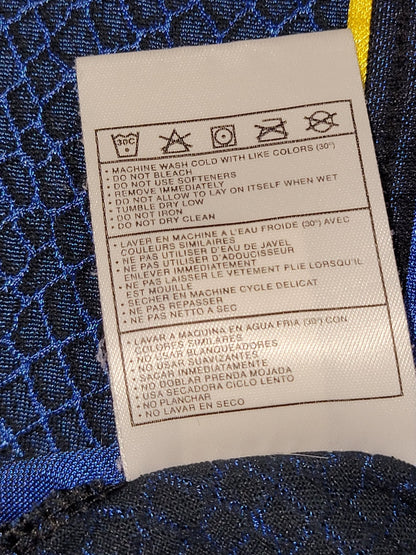 30C
• MACHINE WASH COLD WITH LIKE COLORS (30°)
• DO NOT BLEACH
• DO NOT USE SOFTENERS
• REMOVE IMMEDIATELY
• DO NOT ALLOW TO LAY ON ITSELF WHEN WET
• TUMBLE DRY LOW
• DO NOT IRON
• DO NOT DRY CLEAN
• LAVER EN MACHINE A L'EAU FROIDE (30°) AVEC
COULEURS SIMILAIRES
• NE PAS UTILISER D'EAU DE JAVEL
• NE PAS UTILISER D'ADOUCISSEUR
ENLEVER IMMEDIATEMENT
• NE PAS LAISSER LE VETEMENT PLIE LORSQU'IL
EST MOUILLE
• SECHER EN MACHINE CYCLE DELICAT
• NE PAS REPASSER
• NE PAS NETTO A SEC
• LAVAR A MAQUINA EN AGUA FRIA (30°) CON
COLORES SIMILARES
• NO USAR BLANQUEADORES
• NO USAR SUAVIZANTES
• SACAR INMEDIATAMENTE
• NO DOBLAR PRENDA MOJADA
• USA SECADORA CICLO LENTO
• NO PLANCHAR
• NO LAVAR EN SECO